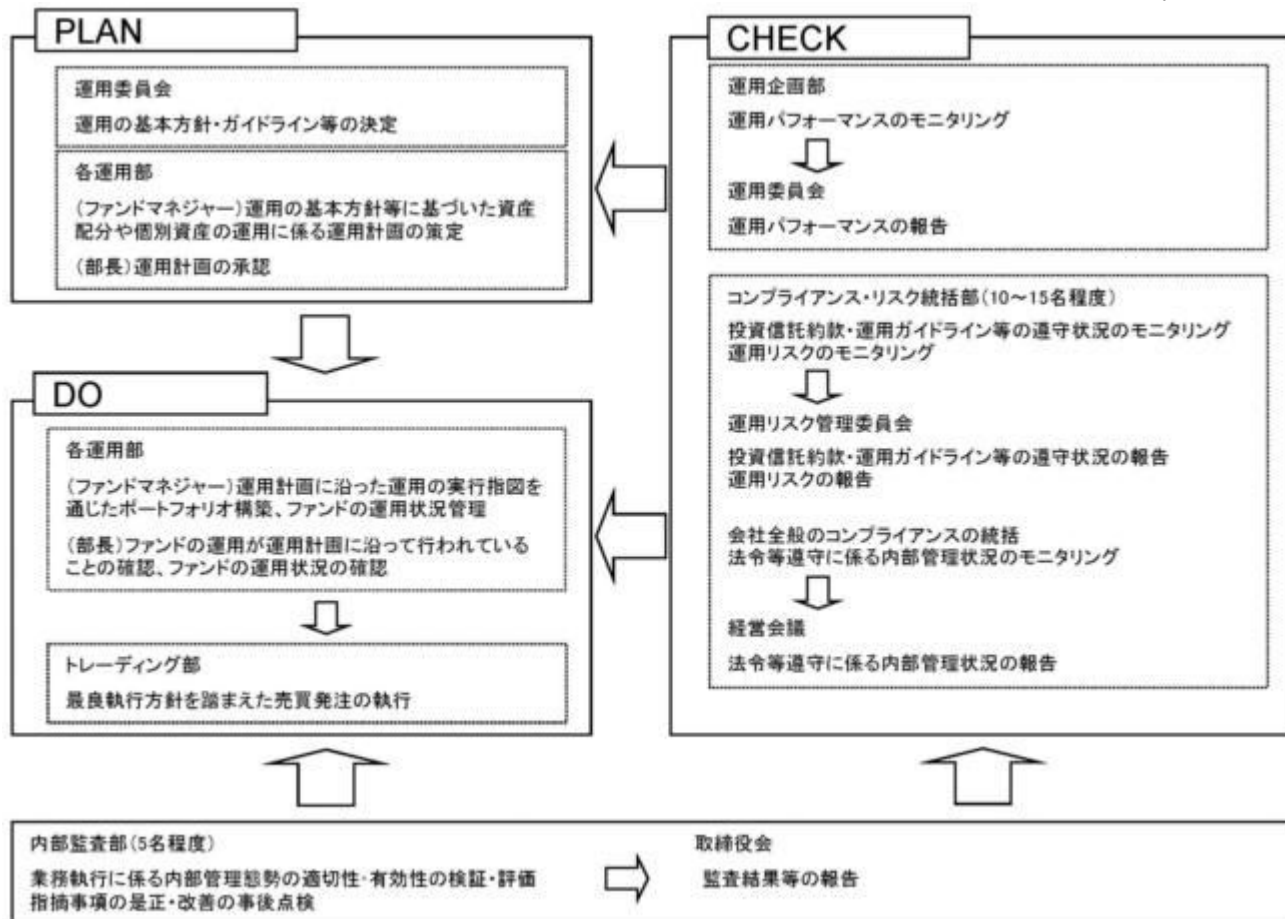 PLAN
運用委員会
運用の基本方針・ガイドライン等の決定
各運用部
(ファンドマネジャー)運用の基本方針等に基づいた資産
配分や個別資産の運用に係る運用計画の策定
(部長)運用計画の承認
DO
各運用部
(ファンドマネジャー)運用計画に沿った運用の実行指図を
通じたポートフォリオ構築、ファンドの運用状況管理
(部長)ファンドの運用が運用計画に沿って行われている
ことの確認、ファンドの運用状況の確認
トレーディング部
最良執行方針を踏まえた売買発注の執行
CHECK
運用企画部
運用パフォーマンスのモニタリング
運用委員会
運用パフォーマンスの報告
コンプライアンス・リスク統括部(10～15名程度)
投資信託約款・運用ガイドライン等の遵守状況のモニタリング
運用リスクのモニタリング
運用リスク管理委員会
投資信託約款・運用ガイドライン等の遵守状況の報告
運用リスクの報告
会社全般のコンプライアンスの統括
法令等遵守に係る内部管理状況のモニタリング
経営会議
法令等遵守に係る内部管理状況の報告
内部監査部(5名程度)
業務執行に係る内部管理態勢の適切性・有効性の検証・評価
指摘事項の是正・改善の事後点検
取締役会
監査結果等の報告